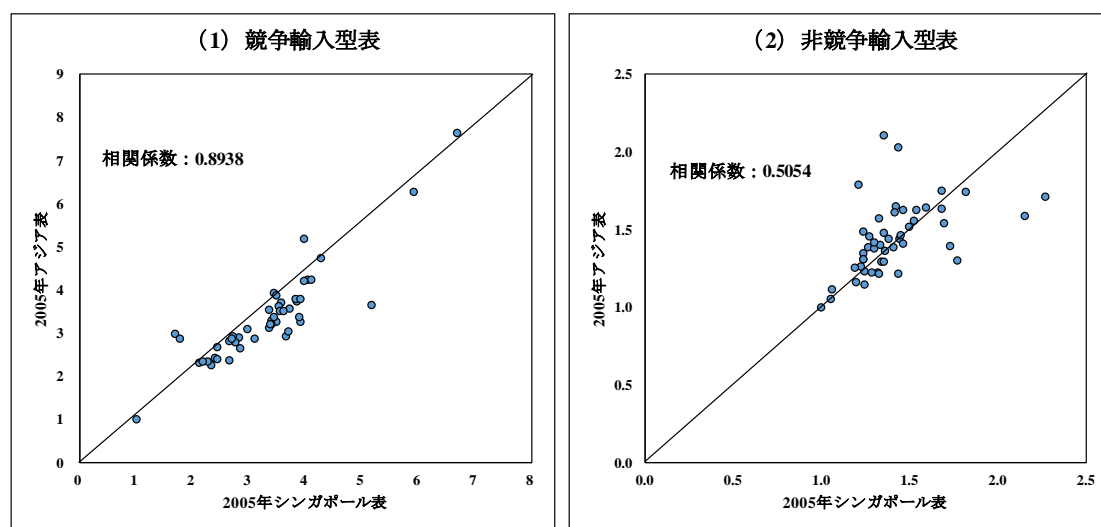 （1）競争輸入型表
9
8
7
6
5
4
3
2
1
0
相関係数：0.8938
2005年アジア表
0 1 2 3 4 5 6 7 8
2005年シンガポール表
（2）非競争輸入型表
2.5
2.0
1.5
1.0
0.5
0.0
相関係数：0.5054
2005年アジア表
0.0 0.5 1.0 1.5 2.0 2.5
2005年シンガポール表